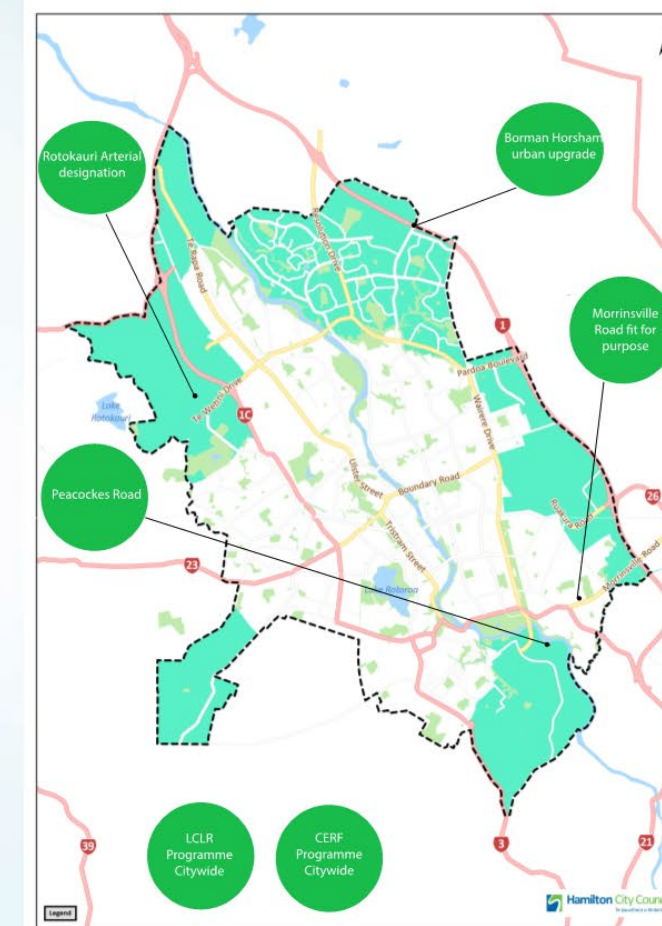 Rotokauri Arterial
designation
Borman Horsham
urban upgrade
Resolution Drive
Te Rapa Road
Morrinsville
Road fit for
purpose
1
Pardoa Boulevard
Te Wetini Drive
Lake
Rotokauri
1C
Wairere Drive
Peacockes Road
Ulster Street
Boundary Road
26
Ruakura Road
Tristram Street
23
Morrinsville Road
Lake Rotoroa
LCLR
Programme
Citywide
CERF
Programme
Citywide
39
3
21
Legend
Hamilton City Counc